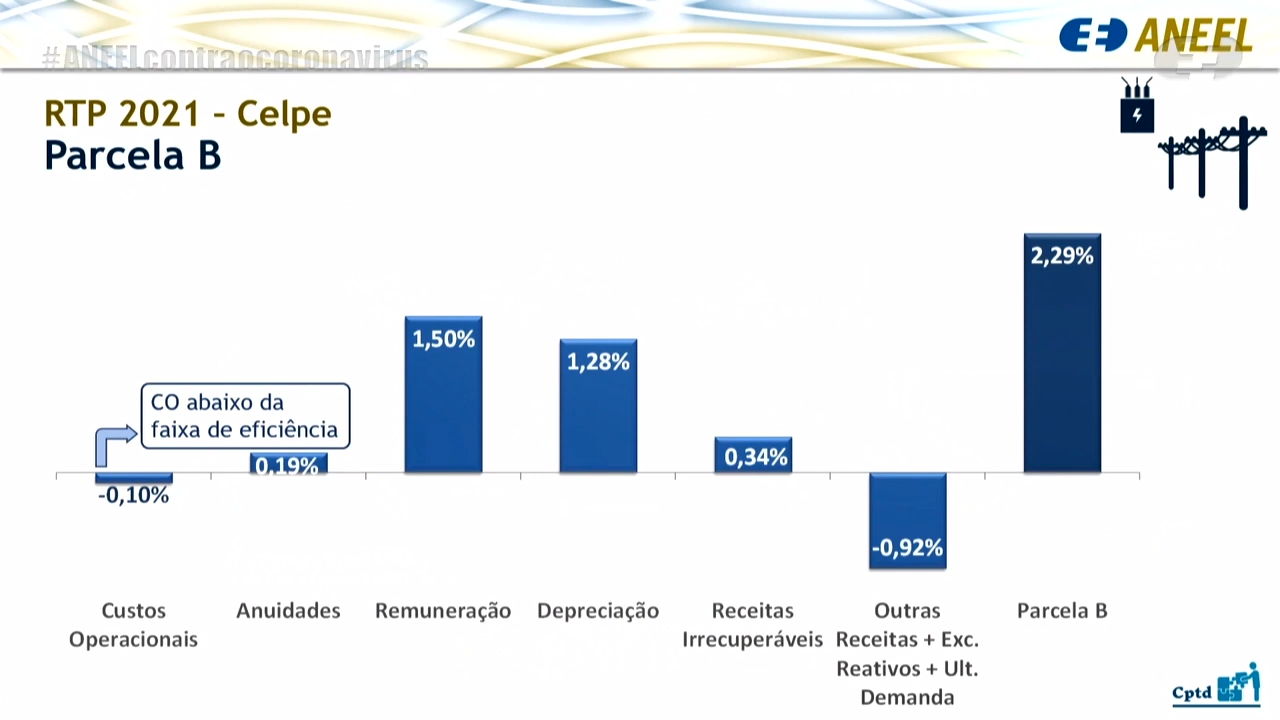 #ANEELcontraocoronavirus
ANEEL
RTP 2021 – Celpe
Parcela B
2,29%
1,50%
1,28%
CO abaixo da
faixa de eficiência
0,19%
0,34%
-0,10%
-0,92%
Custos
Operacionais
Anuidades
Remuneração
Depreciação
Receitas
Irrecuperáveis
Outras
Receitas + Exc.
Reativos + Ult.
Demanda
Parcela B
Cptd